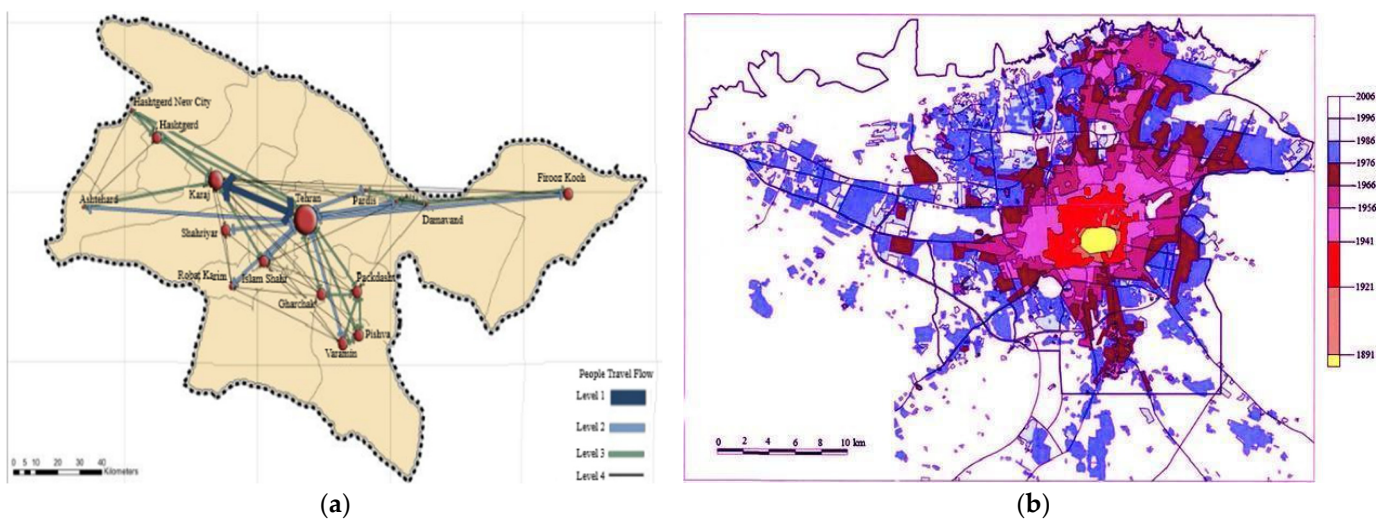 Hashtgerd New City
Hashtgerd
Firooz Kooh
Karaj
Tehran
Pardis
Ashtehard
Damavand
Shahriyar
Robat Karim
Islam Shahr
Packdasht
Gharchak
Pishva
Varamin
People Travel Flow
Level 1
Level 2
Level 3
Level 4
0 5 10 20 30 40
Kilometers
(a)
2006
1996
1986
1976
1966
1956
1941
1921
1891
0 2 4 6 8 10 km
(b)